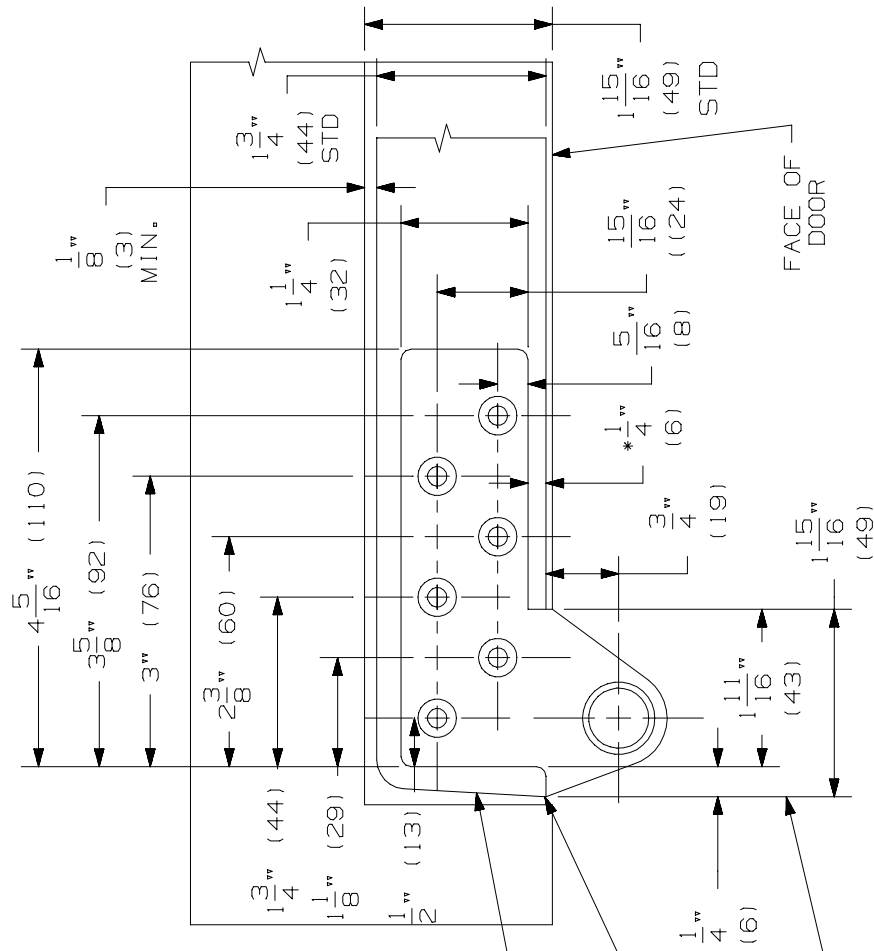 4 5/16" (110)
3 5/8" (92)
3" (76)
2 3/8" (60)
1 3/4" (44)
1 1/8" (29)
1/2" (13)
1/8"
(3)
MIN.
1 3/4"
(44)
STD
1 1/4"
(32)
1 15/16"
(49)
STD
15/16"
((24)
5/16"
(8)
*1/4"
(6)
3/4"
(19)
FACE OF
DOOR
1 15/16"
(49)
1 11/16"
(43)
1/4"
(6)